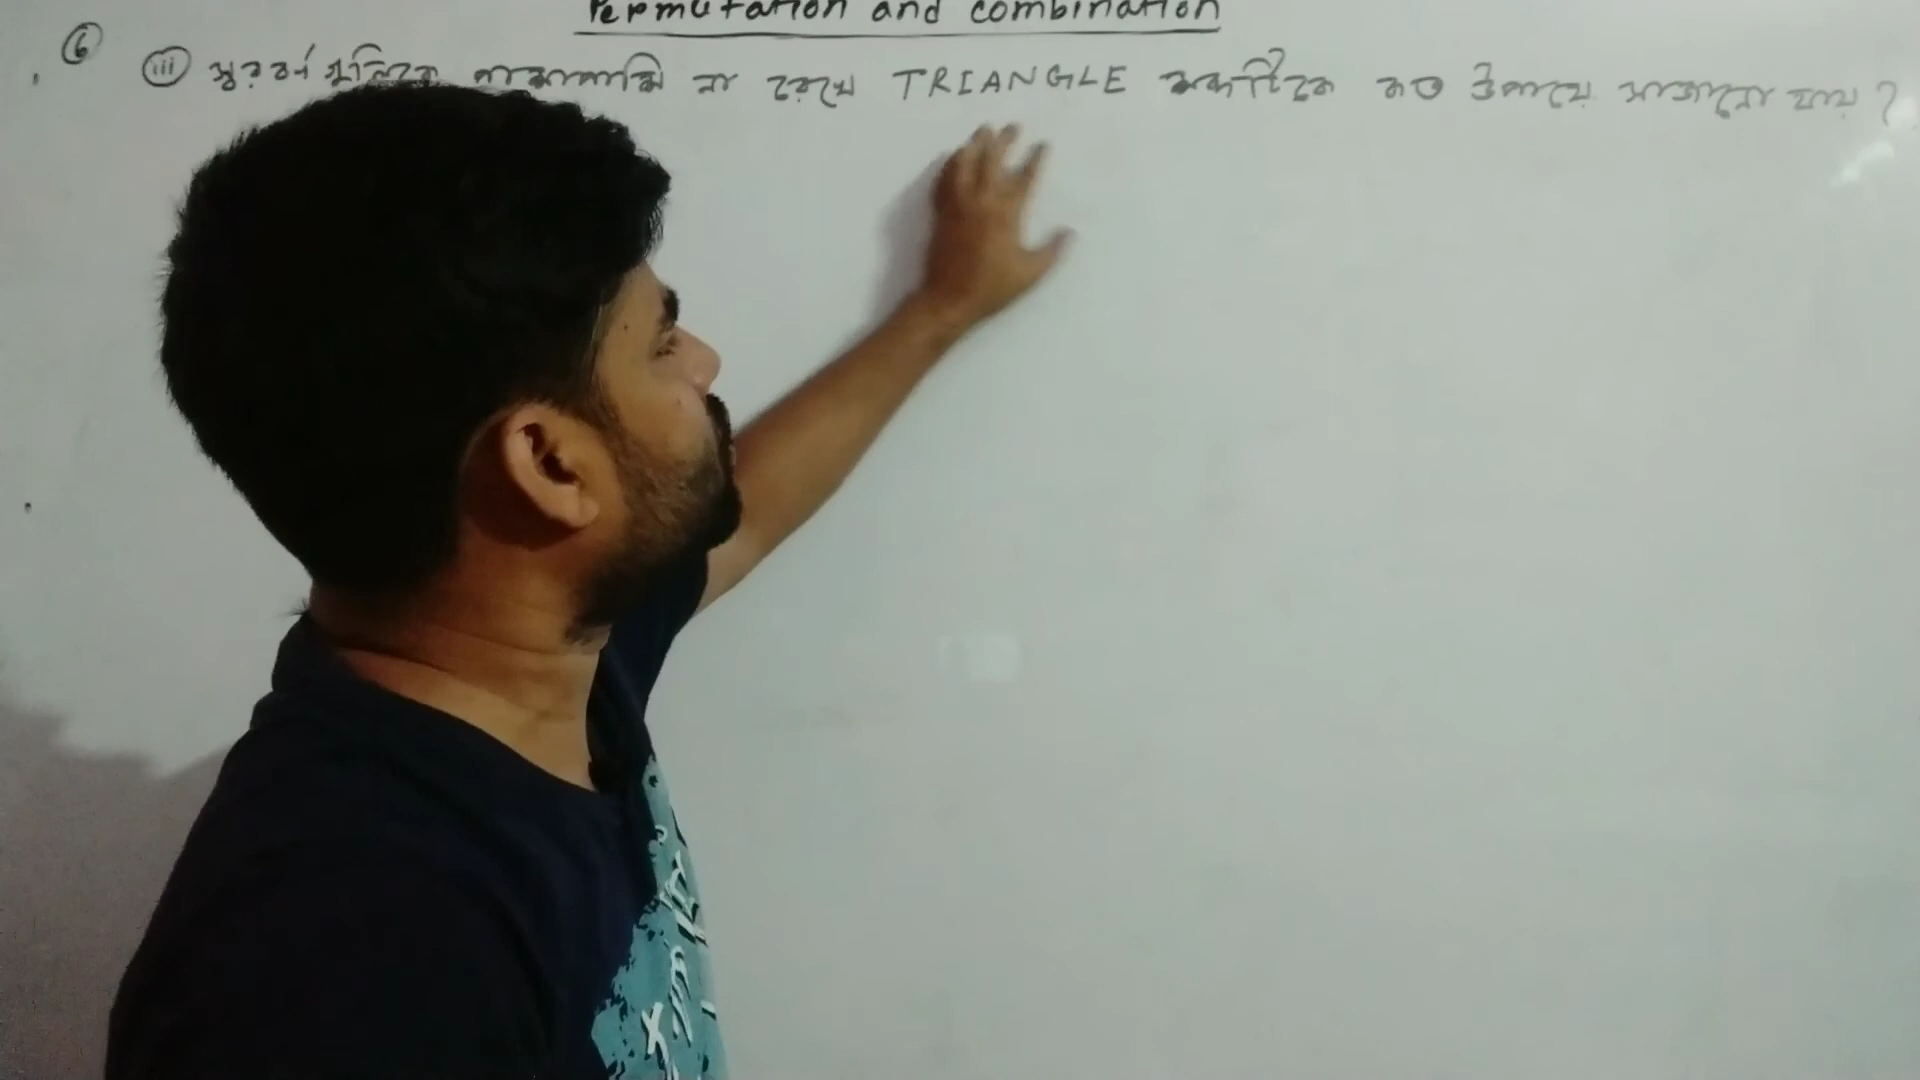 Permutation and combination
6 iii স্বরবর্ণ গুলিকে পাশাপাশি না রেখে TRIANGLE শব্দটিকে কত উপায়ে সাজানো যায় ?